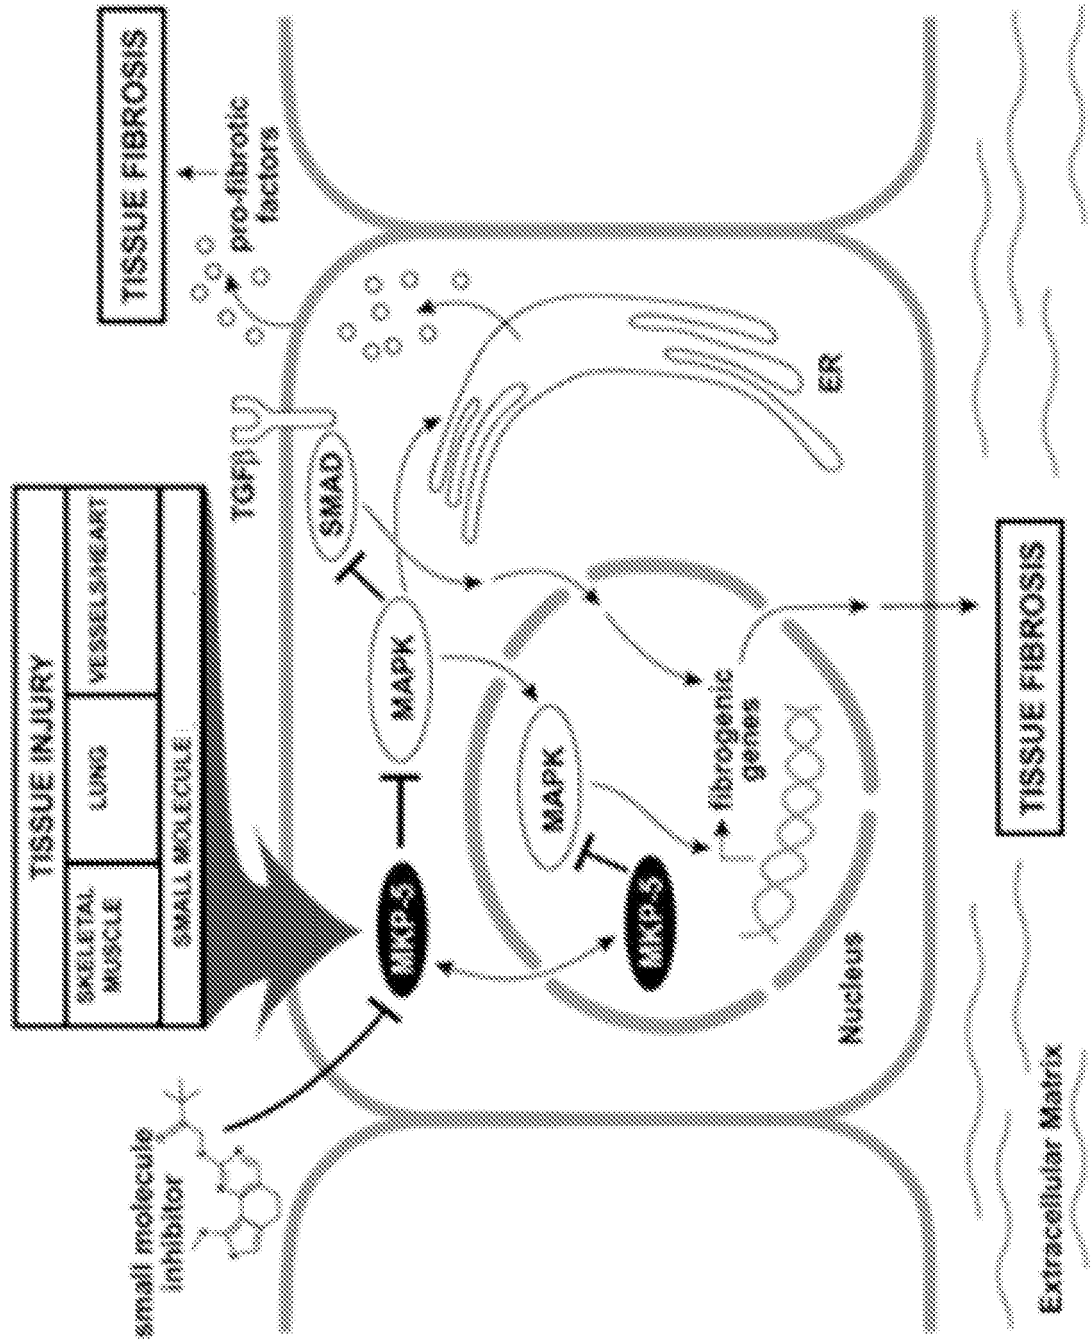 TISSUE INJURY
SKELETAL
MUSCLE
LUNG
VESSELS/HEART
SMALL MOLECULE
small molecule
inhibitor
TGFβ
pro-fibrotic
factors
TISSUE FIBROSIS
SMAD
MKP-5
MAPK
MAPK
MKP-5
fibrogenic
genes
ER
Nucleus
TISSUE FIBROSIS
Extracellular Matrix